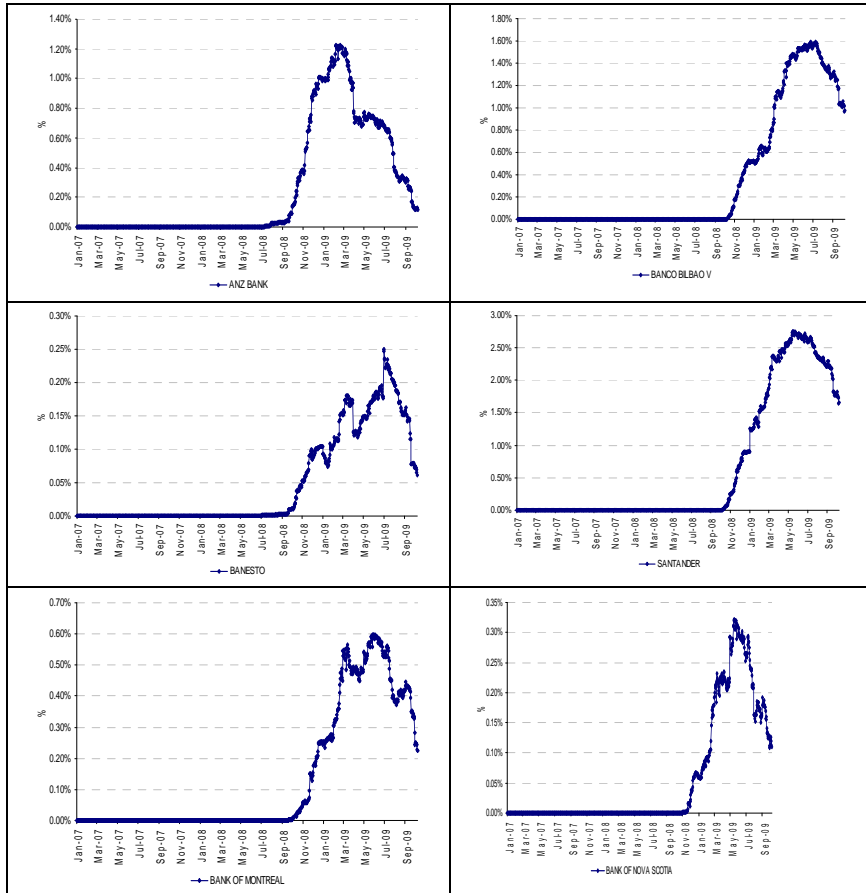 1.40%
1.20%
1.00%
0.80%
0.60%
0.40%
0.20%
0.00%
%
Jan-07
Mar-07
May-07
Jul-07
Sep-07
Nov-07
Jan-08
Mar-08
May-08
Jul-08
Sep-08
Nov-08
Jan-09
Mar-09
May-09
Jul-09
Sep-09
ANZ BANK
1.80%
1.60%
1.40%
1.20%
1.00%
0.80%
0.60%
0.40%
0.20%
0.00%
%
Jan-07
Mar-07
May-07
Jul-07
Sep-07
Nov-07
Jan-08
Mar-08
May-08
Jul-08
Sep-08
Nov-08
Jan-09
Mar-09
May-09
Jul-09
Sep-09
BANCO BILBAO V
0.30%
0.25%
0.20%
0.15%
0.10%
0.05%
0.00%
%
Jan-07
Mar-07
May-07
Jul-07
Sep-07
Nov-07
Jan-08
Mar-08
May-08
Jul-08
Sep-08
Nov-08
Jan-09
Mar-09
May-09
Jul-09
Sep-09
BANESTO
3.00%
2.50%
2.00%
1.50%
1.00%
0.50%
0.00%
%
Jan-07
Mar-07
May-07
Jul-07
Sep-07
Nov-07
Jan-08
Mar-08
May-08
Jul-08
Sep-08
Nov-08
Jan-09
Mar-09
May-09
Jul-09
Sep-09
SANTANDER
0.70%
0.60%
0.50%
0.40%
0.30%
0.20%
0.10%
0.00%
%
Jan-07
Mar-07
May-07
Jul-07
Sep-07
Nov-07
Jan-08
Mar-08
May-08
Jul-08
Sep-08
Nov-08
Jan-09
Mar-09
May-09
Jul-09
Sep-09
BANK OF MONTREAL
0.35%
0.30%
0.25%
0.20%
0.15%
0.10%
0.05%
0.00%
%
Jan-07
Mar-07
May-07
Jul-07
Sep-07
Nov-07
Jan-08
Mar-08
May-08
Jul-08
Sep-08
Nov-08
Jan-09
Mar-09
May-09
Jul-09
Sep-09
BANK OF NOVA SCOTIA